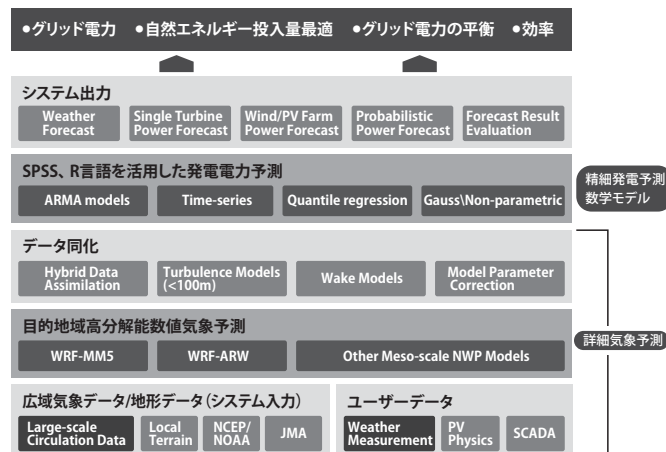 ●グリッド電力 ●自然エネルギー投入量最適 ●グリッド電力の平衡 ●効率
システム出力
Weather
Forecast
Single Turbine
Power Forecast
Wind/PV Farm
Power Forecast
Probabilistic
Power Forecast
Forecast Result
Evaluation
SPSS、R言語を活用した発電電力予測
ARMA models
Time-series
Quantile regression
Gauss\Non-parametric
精細発電予測
数学モデル
データ同化
Hybrid Data
Assimilation
Turbulence Models
(<100m)
Wake Models
Model Parameter
Correction
目的地域高分解能数値気象予測
WRF-MM5
WRF-ARW
Other Meso-scale NWP Models
詳細気象予測
広域気象データ/地形データ(システム入力)
Large-scale
Circulation Data
Local
Terrain
NCEP/
NOAA
JMA
ユーザーデータ
Weather
Measurement
PV
Physics
SCADA